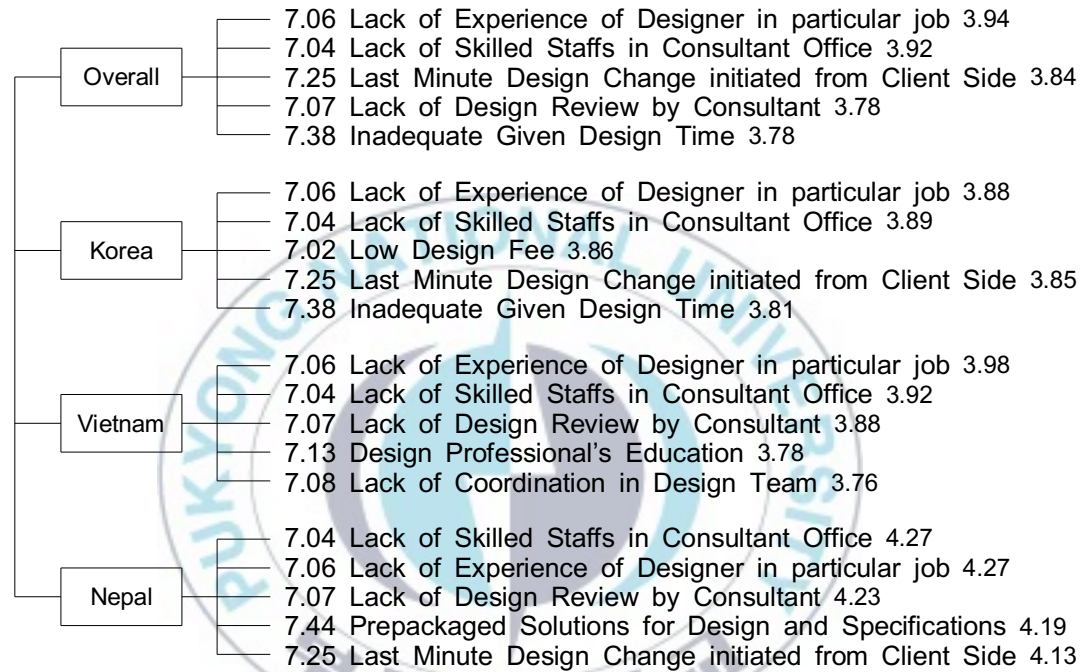 Overall
7.06 Lack of Experience of Designer in particular job 3.94
7.04 Lack of Skilled Staffs in Consultant Office 3.92
7.25 Last Minute Design Change initiated from Client Side 3.84
7.07 Lack of Design Review by Consultant 3.78
7.38 Inadequate Given Design Time 3.78
Korea
7.06 Lack of Experience of Designer in particular job 3.88
7.04 Lack of Skilled Staffs in Consultant Office 3.89
7.02 Low Design Fee 3.86
7.25 Last Minute Design Change initiated from Client Side 3.85
7.38 Inadequate Given Design Time 3.81
Vietnam
7.06 Lack of Experience of Designer in particular job 3.98
7.04 Lack of Skilled Staffs in Consultant Office 3.92
7.07 Lack of Design Review by Consultant 3.88
7.13 Design Professional's Education 3.78
7.08 Lack of Coordination in Design Team 3.76
Nepal
7.04 Lack of Skilled Staffs in Consultant Office 4.27
7.06 Lack of Experience of Designer in particular job 4.27
7.07 Lack of Design Review by Consultant 4.23
7.44 Prepackaged Solutions for Design and Specifications 4.19
7.25 Last Minute Design Change initiated from Client Side 4.13
PUKYONG NATIONAL UNIVERSITY